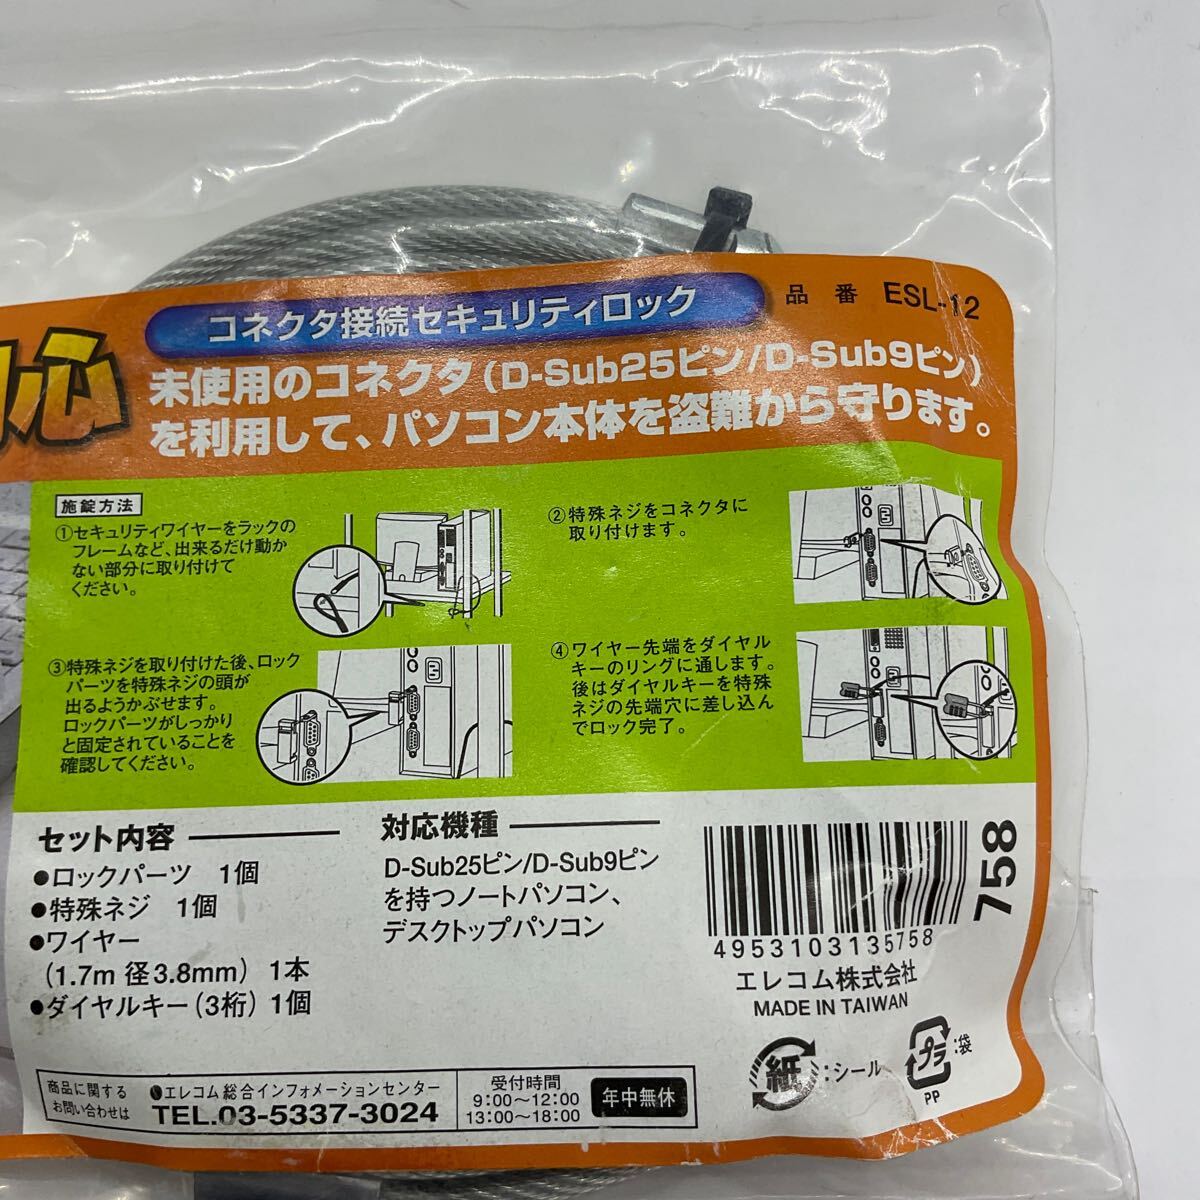 心
コネクタ接続セキュリティロック
品番 ESL-12
未使用のコネクタ(D-Sub25ピン/D-Sub9ピン)
を利用して、パソコン本体を盗難から守ります。
施錠方法
①セキュリティワイヤーをラックの
フレームなど、出来るだけ動か
ない部分に取り付けて
ください。
②特殊ネジをコネクタに
取り付けます。
③特殊ネジを取り付けた後、ロック
パーツを特殊ネジの頭が
出るようかぶせます。
ロックパーツがしっかり
と固定されていることを
確認してください。
④ワイヤー先端をダイヤル
キーのリングに通します。
後はダイヤルキーを特殊
ネジの先端穴に差し込ん
でロック完了。
セット内容
●ロックパーツ 1個
●特殊ネジ 1個
●ワイヤー
(1.7m 径3.8mm) 1本
●ダイヤルキー(3桁) 1個
対応機種
D-Sub25ピン/D-Sub9ピン
を持つノートパソコン、
デスクトップパソコン
758
4953103135758
エレコム株式会社
MADE IN TAIWAN
紙:シール
プラ:袋
PP
商品に関する
お問い合わせは
エレコム総合インフォメーションセンター
TEL.03-5337-3024
受付時間
9:00〜12:00
13:00〜18:00
年中無休